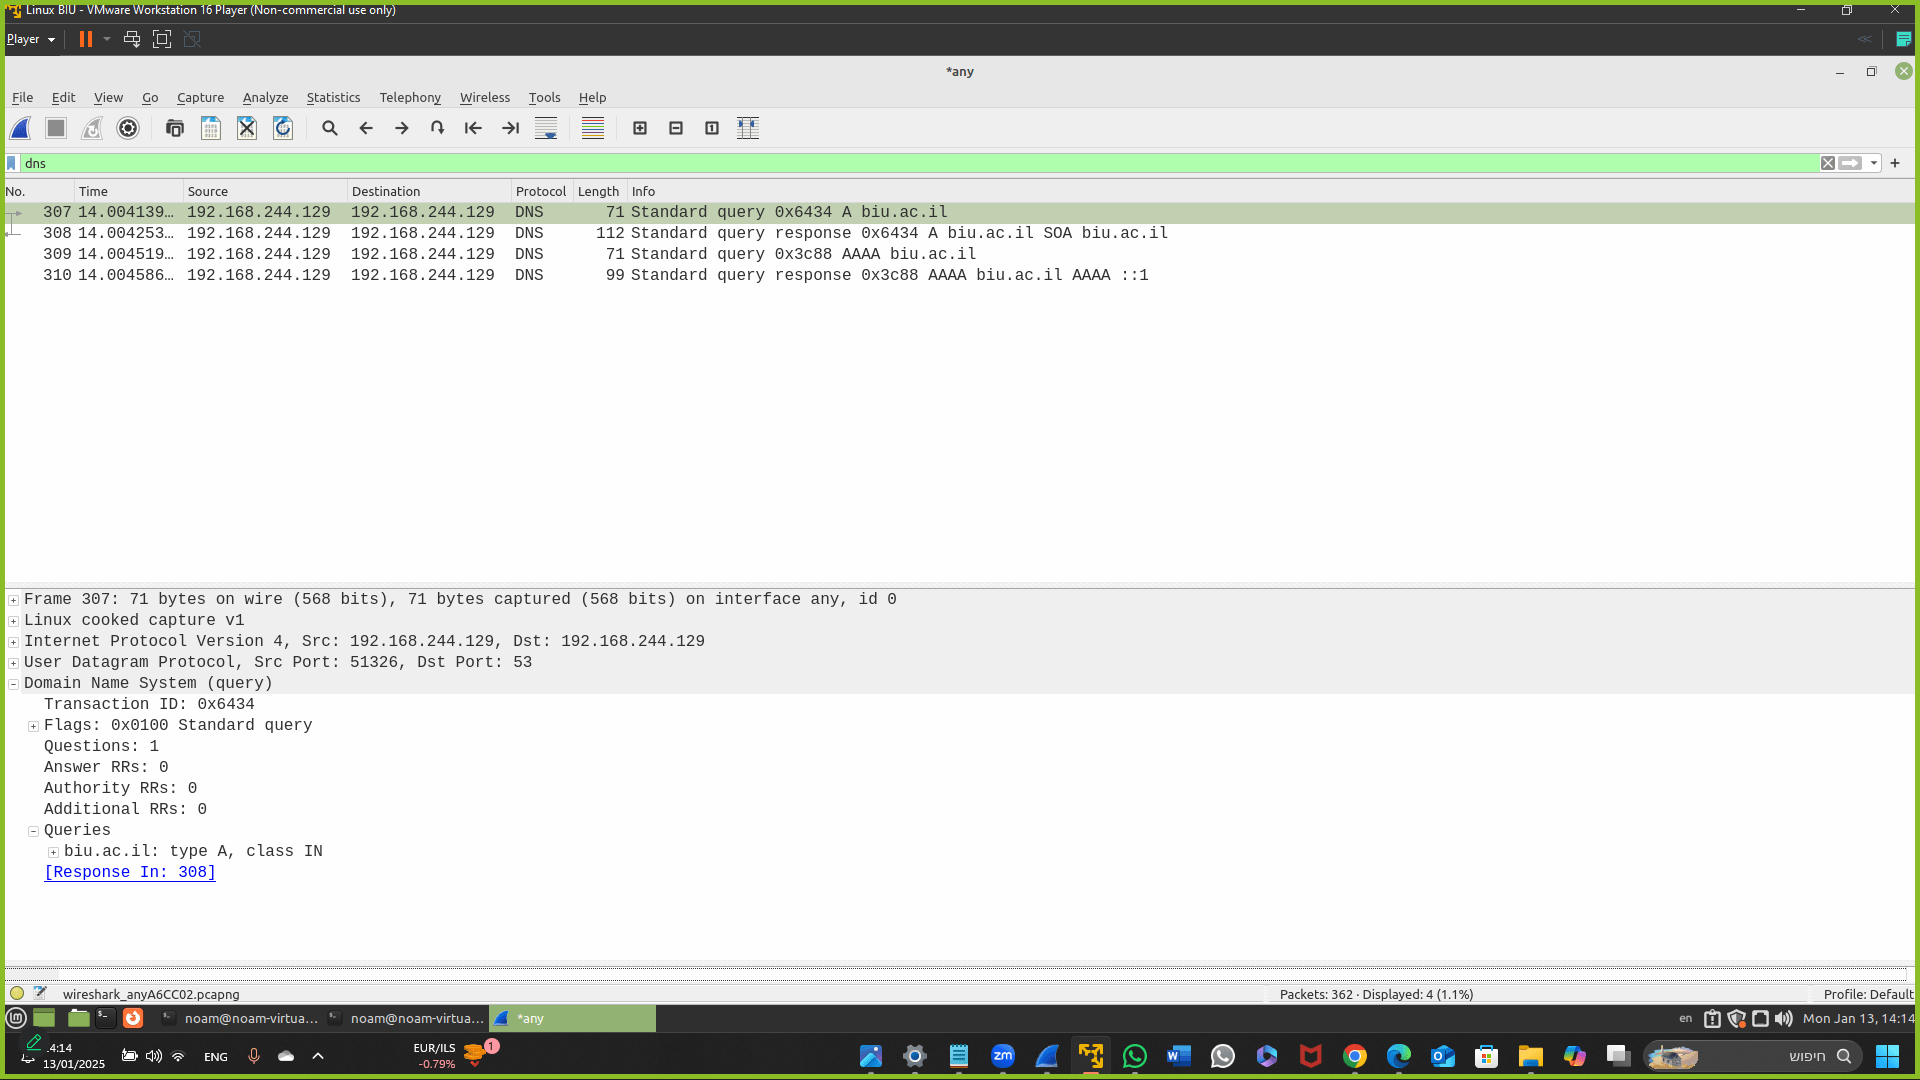 Linux BIU - VMware Workstation 16 Player (Non-commercial use only)
Player
*any
File Edit View Go Capture Analyze Statistics Telephony Wireless Tools Help
dns
No. Time Source Destination Protocol Length Info
307 14.004139… 192.168.244.129 192.168.244.129 DNS 71 Standard query 0x6434 A biu.ac.il
308 14.004253… 192.168.244.129 192.168.244.129 DNS 112 Standard query response 0x6434 A biu.ac.il SOA biu.ac.il
309 14.004519… 192.168.244.129 192.168.244.129 DNS 71 Standard query 0x3c88 AAAA biu.ac.il
310 14.004586… 192.168.244.129 192.168.244.129 DNS 99 Standard query response 0x3c88 AAAA biu.ac.il AAAA ::1
Frame 307: 71 bytes on wire (568 bits), 71 bytes captured (568 bits) on interface any, id 0
Linux cooked capture v1
Internet Protocol Version 4, Src: 192.168.244.129, Dst: 192.168.244.129
User Datagram Protocol, Src Port: 51326, Dst Port: 53
Domain Name System (query)
Transaction ID: 0x6434
Flags: 0x0100 Standard query
Questions: 1
Answer RRs: 0
Authority RRs: 0
Additional RRs: 0
Queries
biu.ac.il: type A, class IN
[Response In: 308]
wireshark_anyA6CC02.pcapng Packets: 362 · Displayed: 4 (1.1%) Profile: Default
noam@noam-virtua... noam@noam-virtua... *any en Mon Jan 13, 14:14
14:14
13/01/2025
ENG
EUR/ILS
-0.79%
1
zm
חיפוש